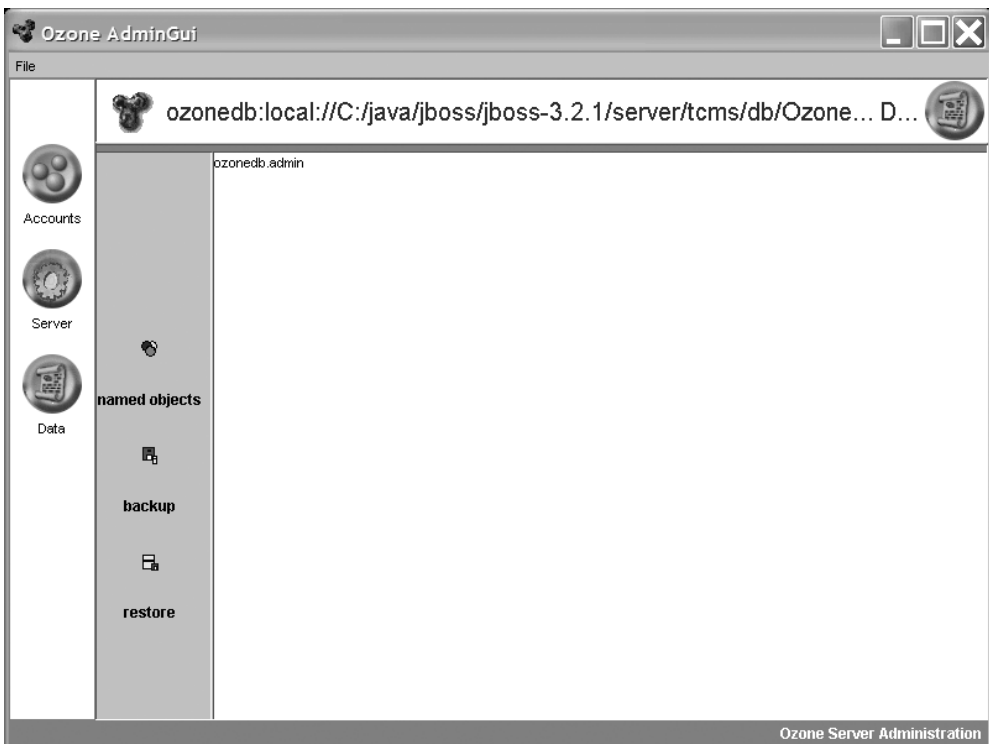 Ozone AdminGui
File
ozonedb:local://C:/java/jboss/jboss-3.2.1/server/tcms/db/Ozone... D...
ozonedb.admin
Accounts
Server
Data
named objects
backup
restore
Ozone Server Administration